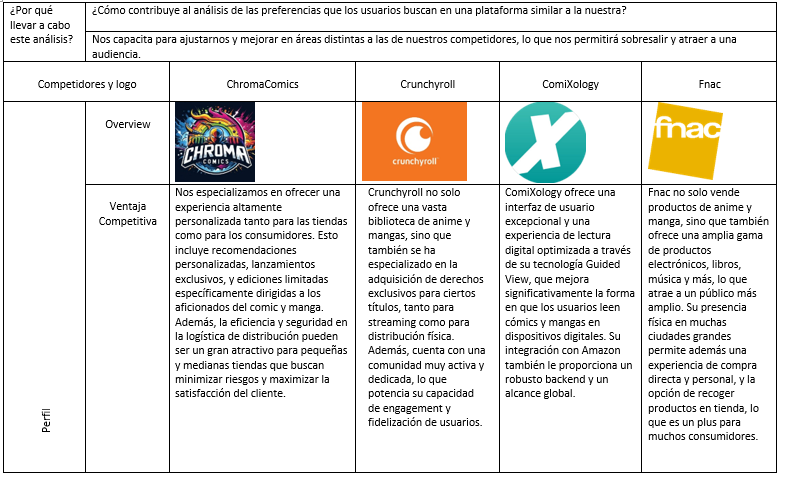 ¿Por qué
llevar a cabo
este análisis?
¿Cómo contribuye al análisis de las preferencias que los usuarios buscan en una plataforma similar a la nuestra?
Nos capacita para ajustarnos y mejorar en áreas distintas a las de nuestros competidores, lo que nos permitirá sobresalir y atraer a una
audiencia.
Competidores y logo
ChromaComics
Crunchyroll
ComiXology
Fnac
Perfil
Overview
CHROMA
COMICS
crunchyroll
X
fnac
Ventaja
Competitiva
Nos especializamos en ofrecer una
experiencia altamente
personalizada tanto para las tiendas
como para los consumidores. Esto
incluye recomendaciones
personalizadas, lanzamientos
exclusivos, y ediciones limitadas
específicamente dirigidas a los
aficionados del comic y manga.
Además, la eficiencia y seguridad en
la logística de distribución pueden
ser un gran atractivo para pequeñas
y medianas tiendas que buscan
minimizar riesgos y maximizar la
satisfacción del cliente.
Crunchyroll no solo
ofrece una vasta
biblioteca de anime y
mangas, sino que
también se ha
especializado en la
adquisición de derechos
exclusivos para ciertos
títulos, tanto para
streaming como para
distribución física.
Además, cuenta con una
comunidad muy activa y
dedicada, lo que
potencia su capacidad
de engagement y
fidelización de usuarios.
ComiXology ofrece una
interfaz de usuario
excepcional y una
experiencia de lectura
digital optimizada a través
de su tecnología Guided
View, que mejora
significativamente la forma
en que los usuarios leen
cómics y mangas en
dispositivos digitales. Su
integración con Amazon
también le proporciona un
robusto backend y un
alcance global.
Fnac no solo vende
productos de anime y
manga, sino que también
ofrece una amplia gama
de productos
electrónicos, libros,
música y más, lo que
atrae a un público más
amplio. Su presencia
física en muchas
ciudades grandes
permite además una
experiencia de compra
directa y personal, y la
opción de recoger
productos en tienda, lo
que es un plus para
muchos consumidores.